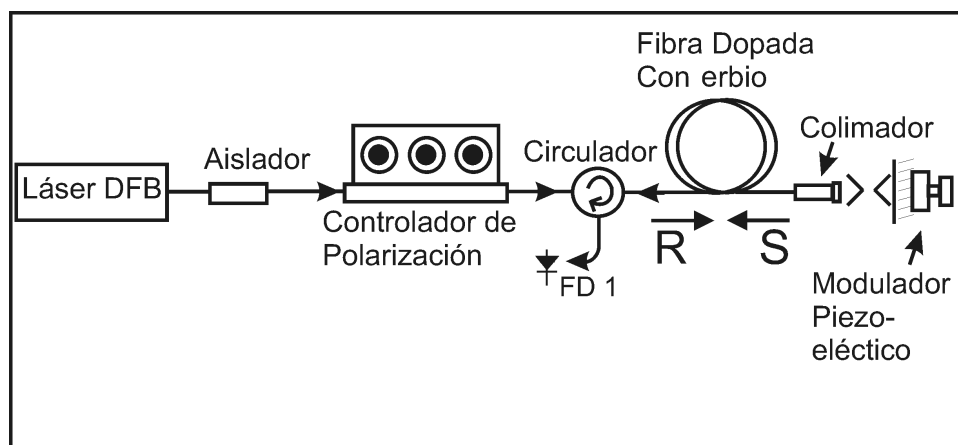 Fibra Dopada
Con erbio
Colimador
Circulador
Aislador
Láser DFB
Controlador de
Polarización
R
S
FD 1
Modulador
Piezo-
eléctico